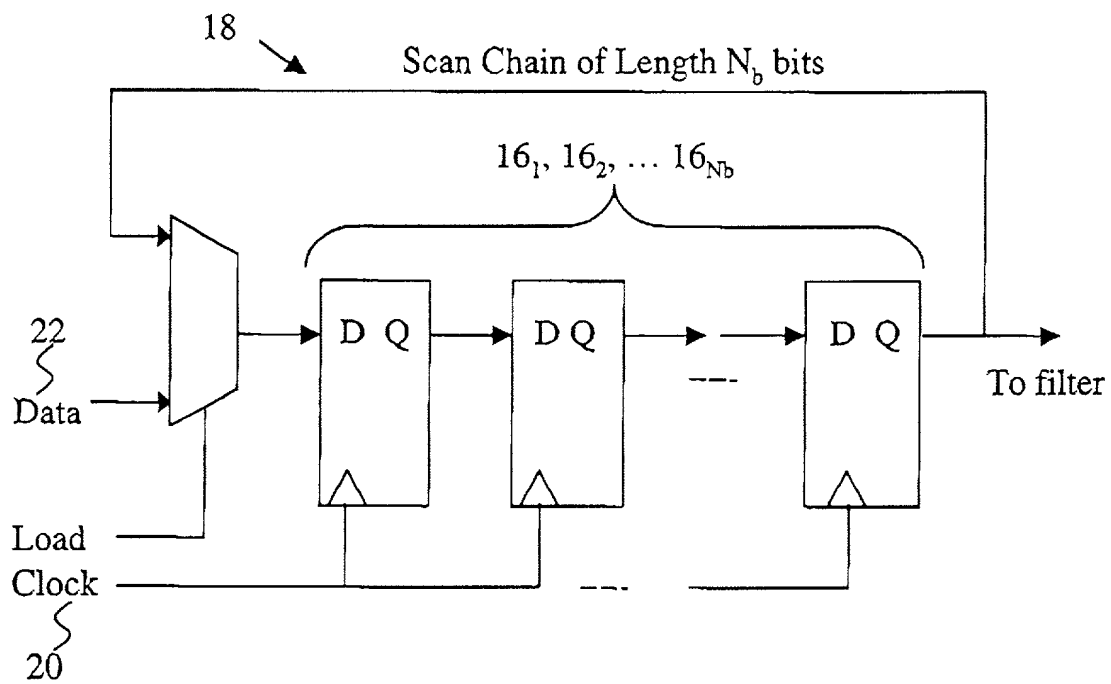 18
Scan Chain of Length N_b bits
16_1, 16_2, … 16_Nb
22
Data
D Q
D Q
D Q
To filter
Load
Clock
20